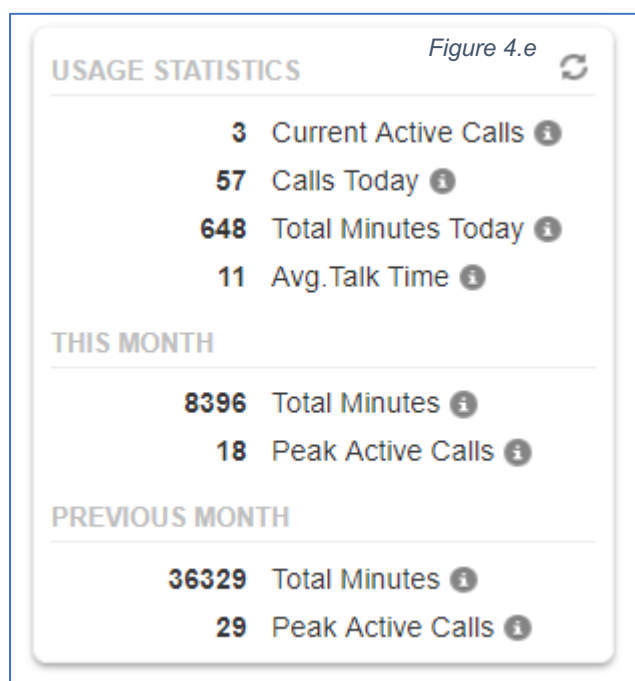 Figure 4.e
USAGE STATISTICS
3 Current Active Calls
57 Calls Today
648 Total Minutes Today
11 Avg.Talk Time
THIS MONTH
8396 Total Minutes
18 Peak Active Calls
PREVIOUS MONTH
36329 Total Minutes
29 Peak Active Calls